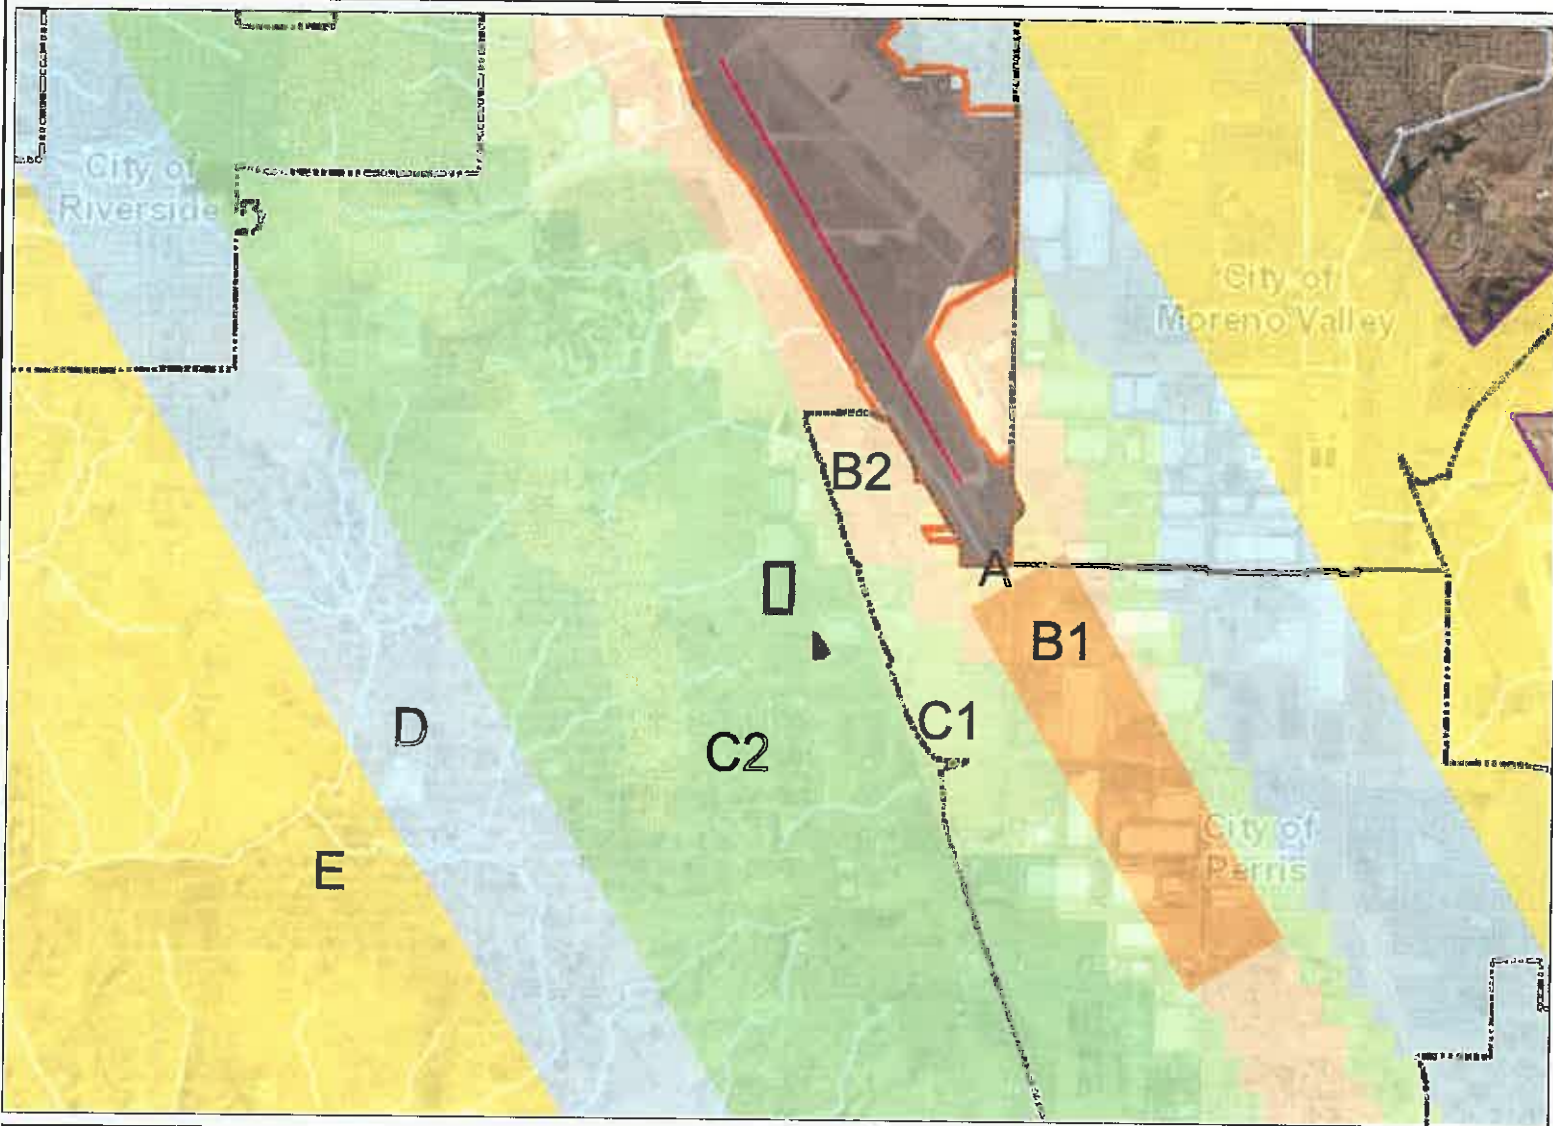 City of
Riverside
City of
Moreno Valley
B2
A
B1
C1
D
C2
City of
Perris
E